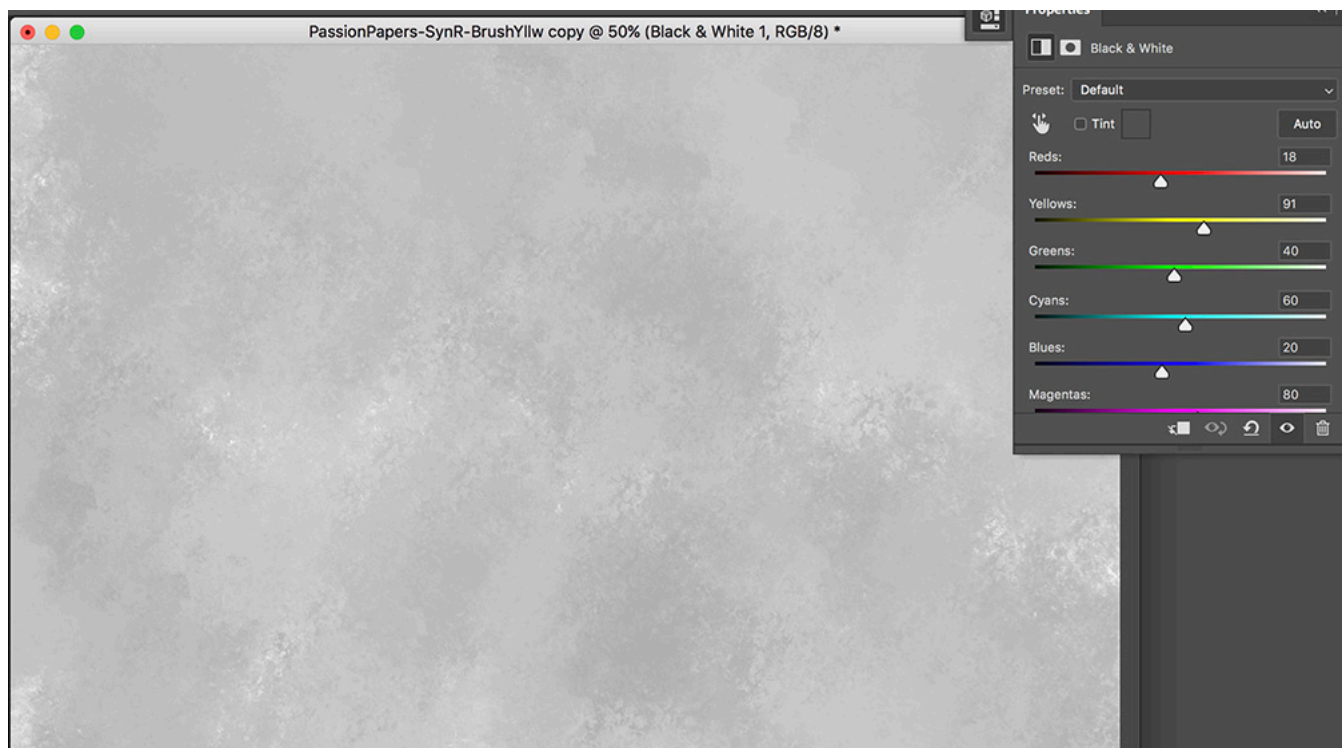 PassionPapers-SynR-BrushYllw copy @ 50% (Black & White 1, RGB/8) *
Properties
Black & White
Preset: Default
Tint Auto
Reds: 18
Yellows: 91
Greens: 40
Cyans: 60
Blues: 20
Magentas: 80